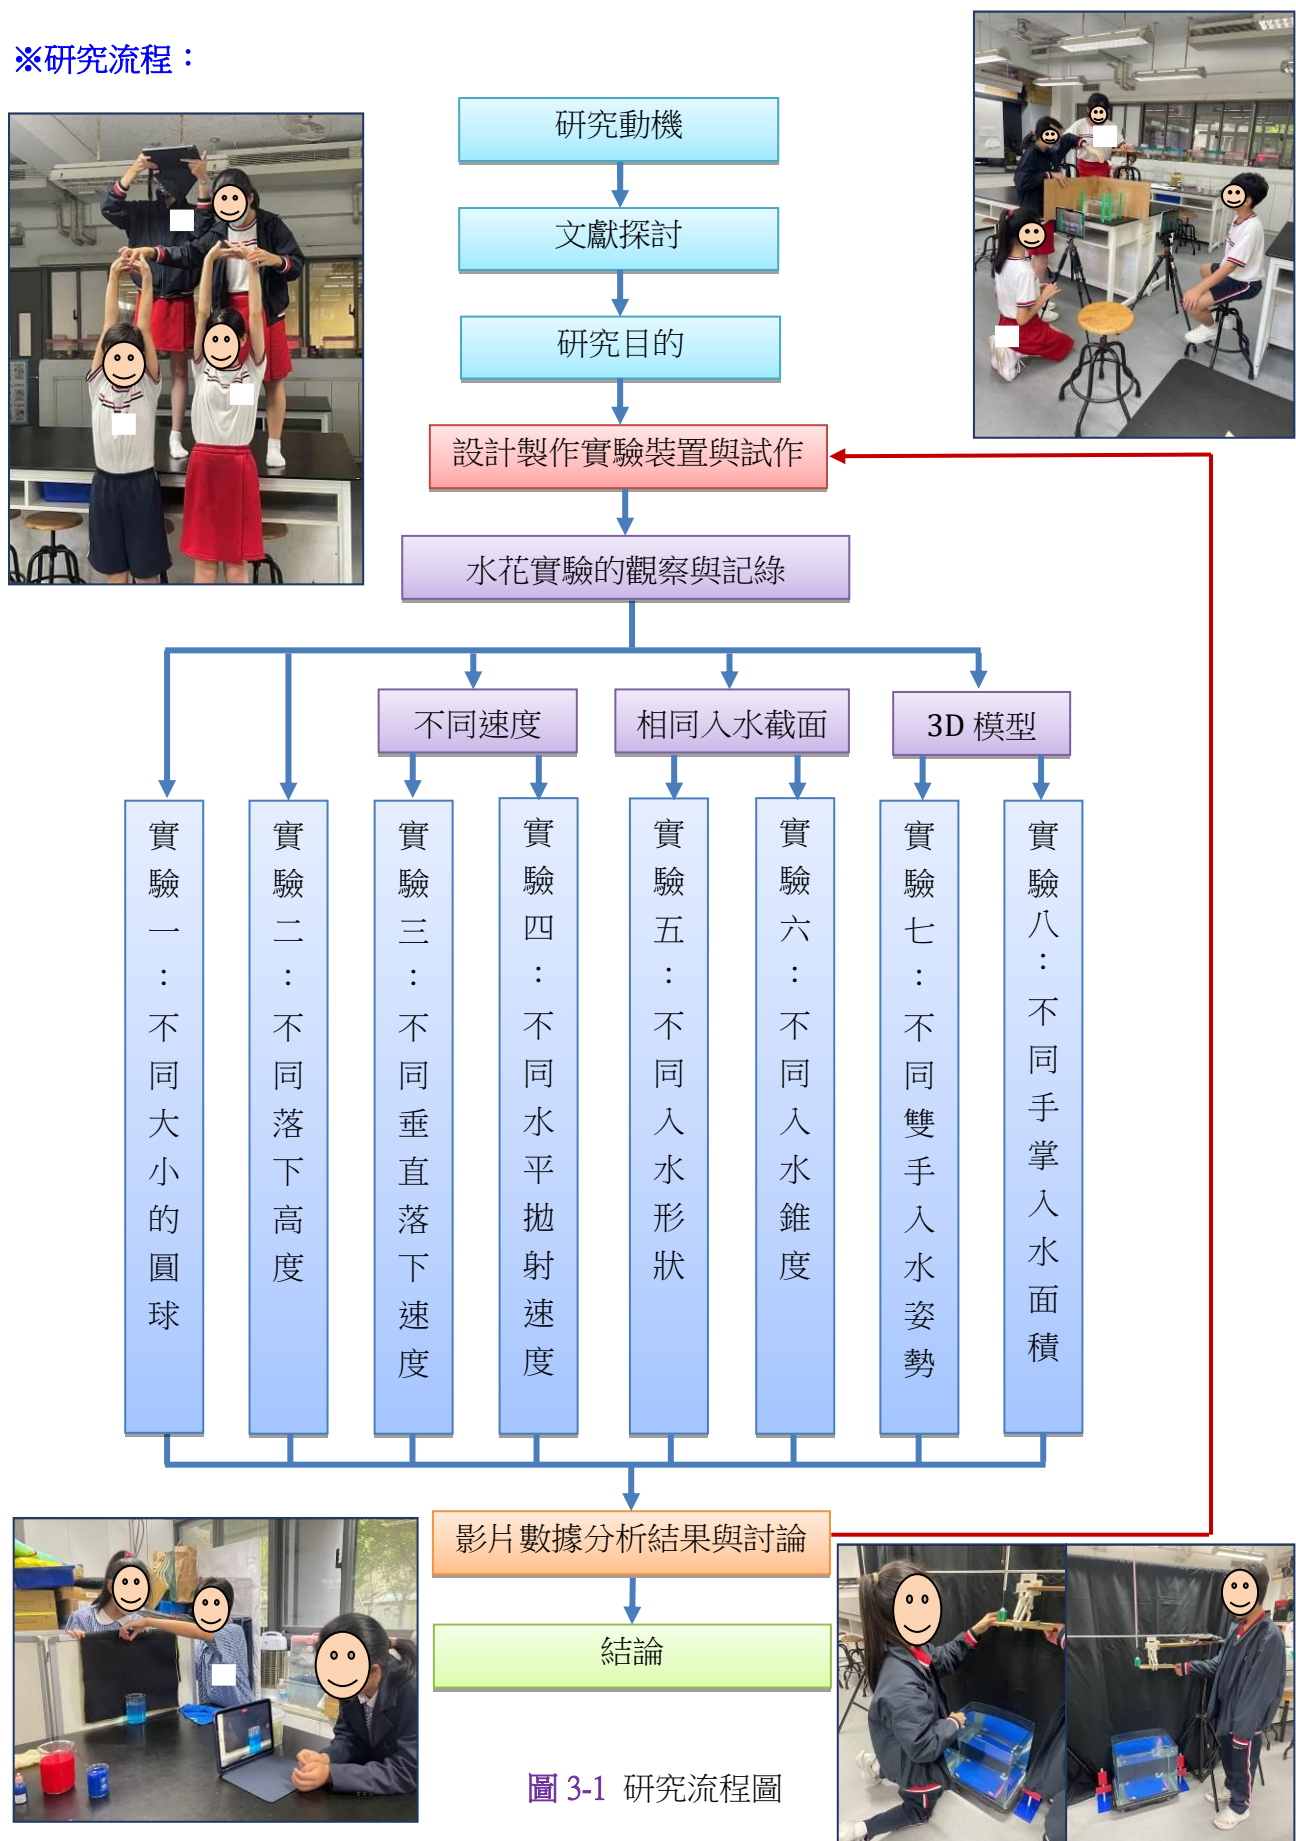 ※研究流程：
研究動機
文獻探討
研究目的
設計製作實驗裝置與試作
水花實驗的觀察與記綠
不同速度
相同入水截面
3D 模型
實驗一：不同大小的圓球
實驗二：不同落下高度
實驗三：不同垂直落下速度
實驗四：不同水平拋射速度
實驗五：不同入水形狀
實驗六：不同入水錐度
實驗七：不同雙手入水姿勢
實驗八：不同手掌入水面積
影片數據分析結果與討論
結論
圖 3-1 研究流程圖